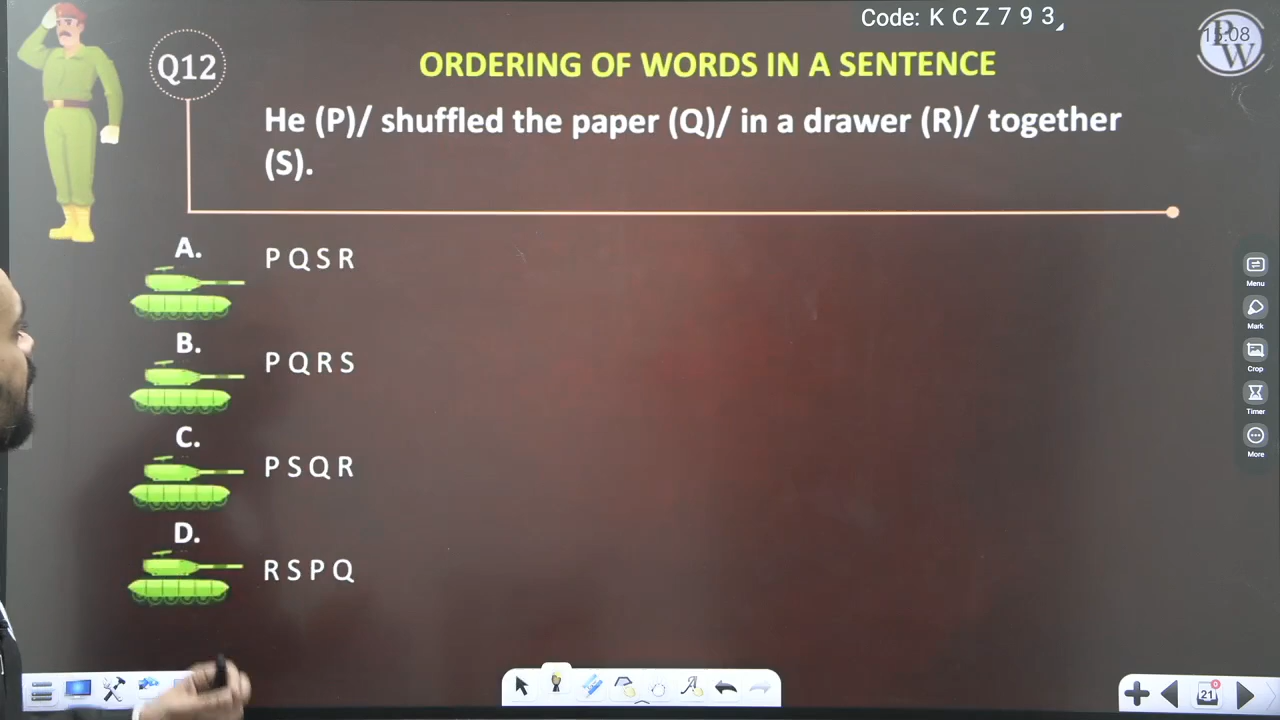 Code: K C Z 7 9 3
Q12
ORDERING OF WORDS IN A SENTENCE
He (P)/ shuffled the paper (Q)/ in a drawer (R)/ together
(S).
A.
P Q S R
B.
P Q R S
C.
P S Q R
D.
R S P Q
Menu
Mark
Crop
Timer
More
21